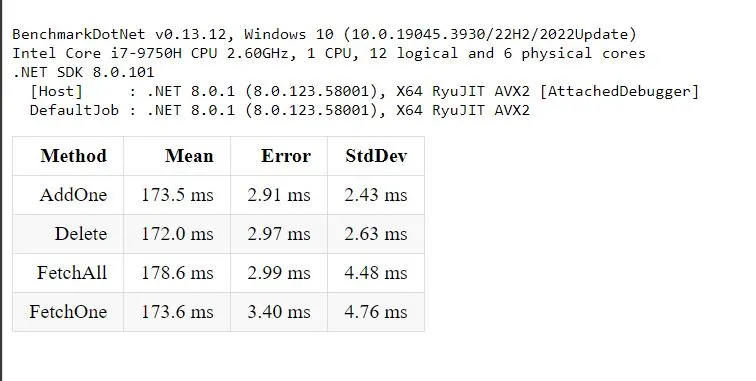 BenchmarkDotNet v0.13.12, Windows 10 (10.0.19045.3930/22H2/2022Update)
Intel Core i7-9750H CPU 2.60GHz, 1 CPU, 12 logical and 6 physical cores
.NET SDK 8.0.101
[Host]     : .NET 8.0.1 (8.0.123.58001), X64 RyuJIT AVX2 [AttachedDebugger]
DefaultJob : .NET 8.0.1 (8.0.123.58001), X64 RyuJIT AVX2
Method Mean Error StdDev
AddOne 173.5 ms 2.91 ms 2.43 ms
Delete 172.0 ms 2.97 ms 2.63 ms
FetchAll 178.6 ms 2.99 ms 4.48 ms
FetchOne 173.6 ms 3.40 ms 4.76 ms